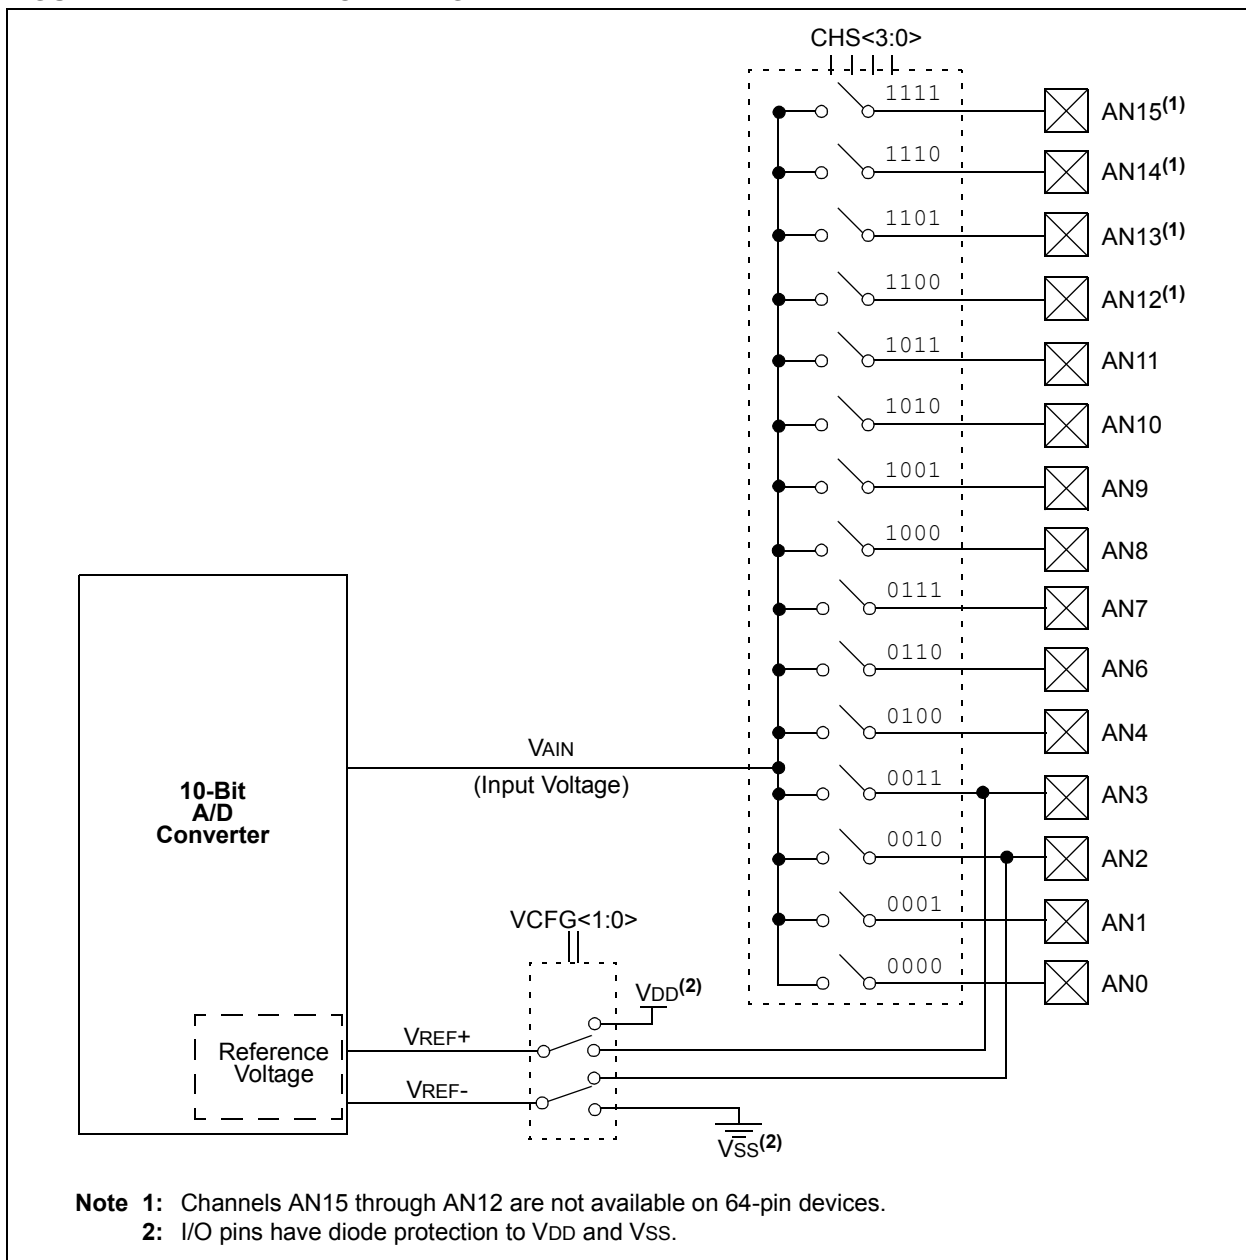 CHS<3:0>
1111
AN15(1)
1110
AN14(1)
1101
AN13(1)
1100
AN12(1)
1011
AN11
1010
AN10
1001
AN9
1000
AN8
0111
AN7
0110
AN6
0100
AN4
0011
AN3
0010
AN2
0001
AN1
0000
AN0
VAIN
(Input Voltage)
10-Bit
A/D
Converter
VCFG<1:0>
VDD(2)
VREF+
Reference
Voltage
VREF-
VSS(2)
Note 1: Channels AN15 through AN12 are not available on 64-pin devices.
2: I/O pins have diode protection to VDD and VSS.